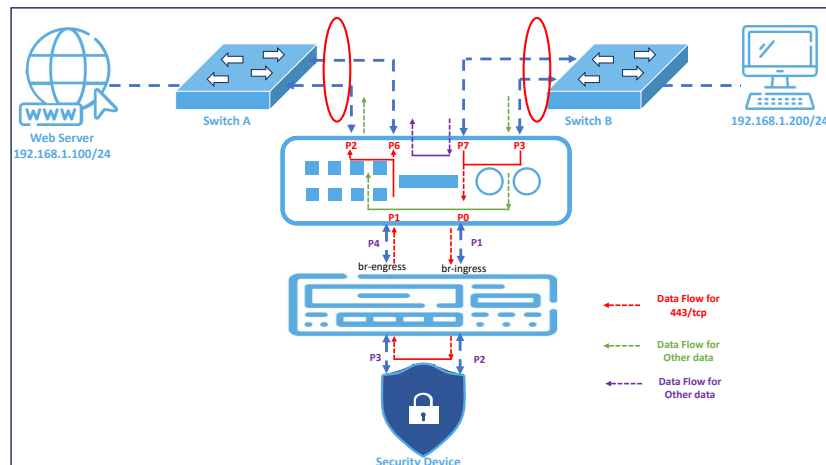 WWW
Web Server
192.168.1.100/24
Switch A
Switch B
192.168.1.200/24
P2
P6
P7
P3
P1
P0
P4
P1
br-engress
br-ingress
Data Flow for
443/tcp
Data Flow for
Other data
P3
P2
Data Flow for
Other data
Security Device